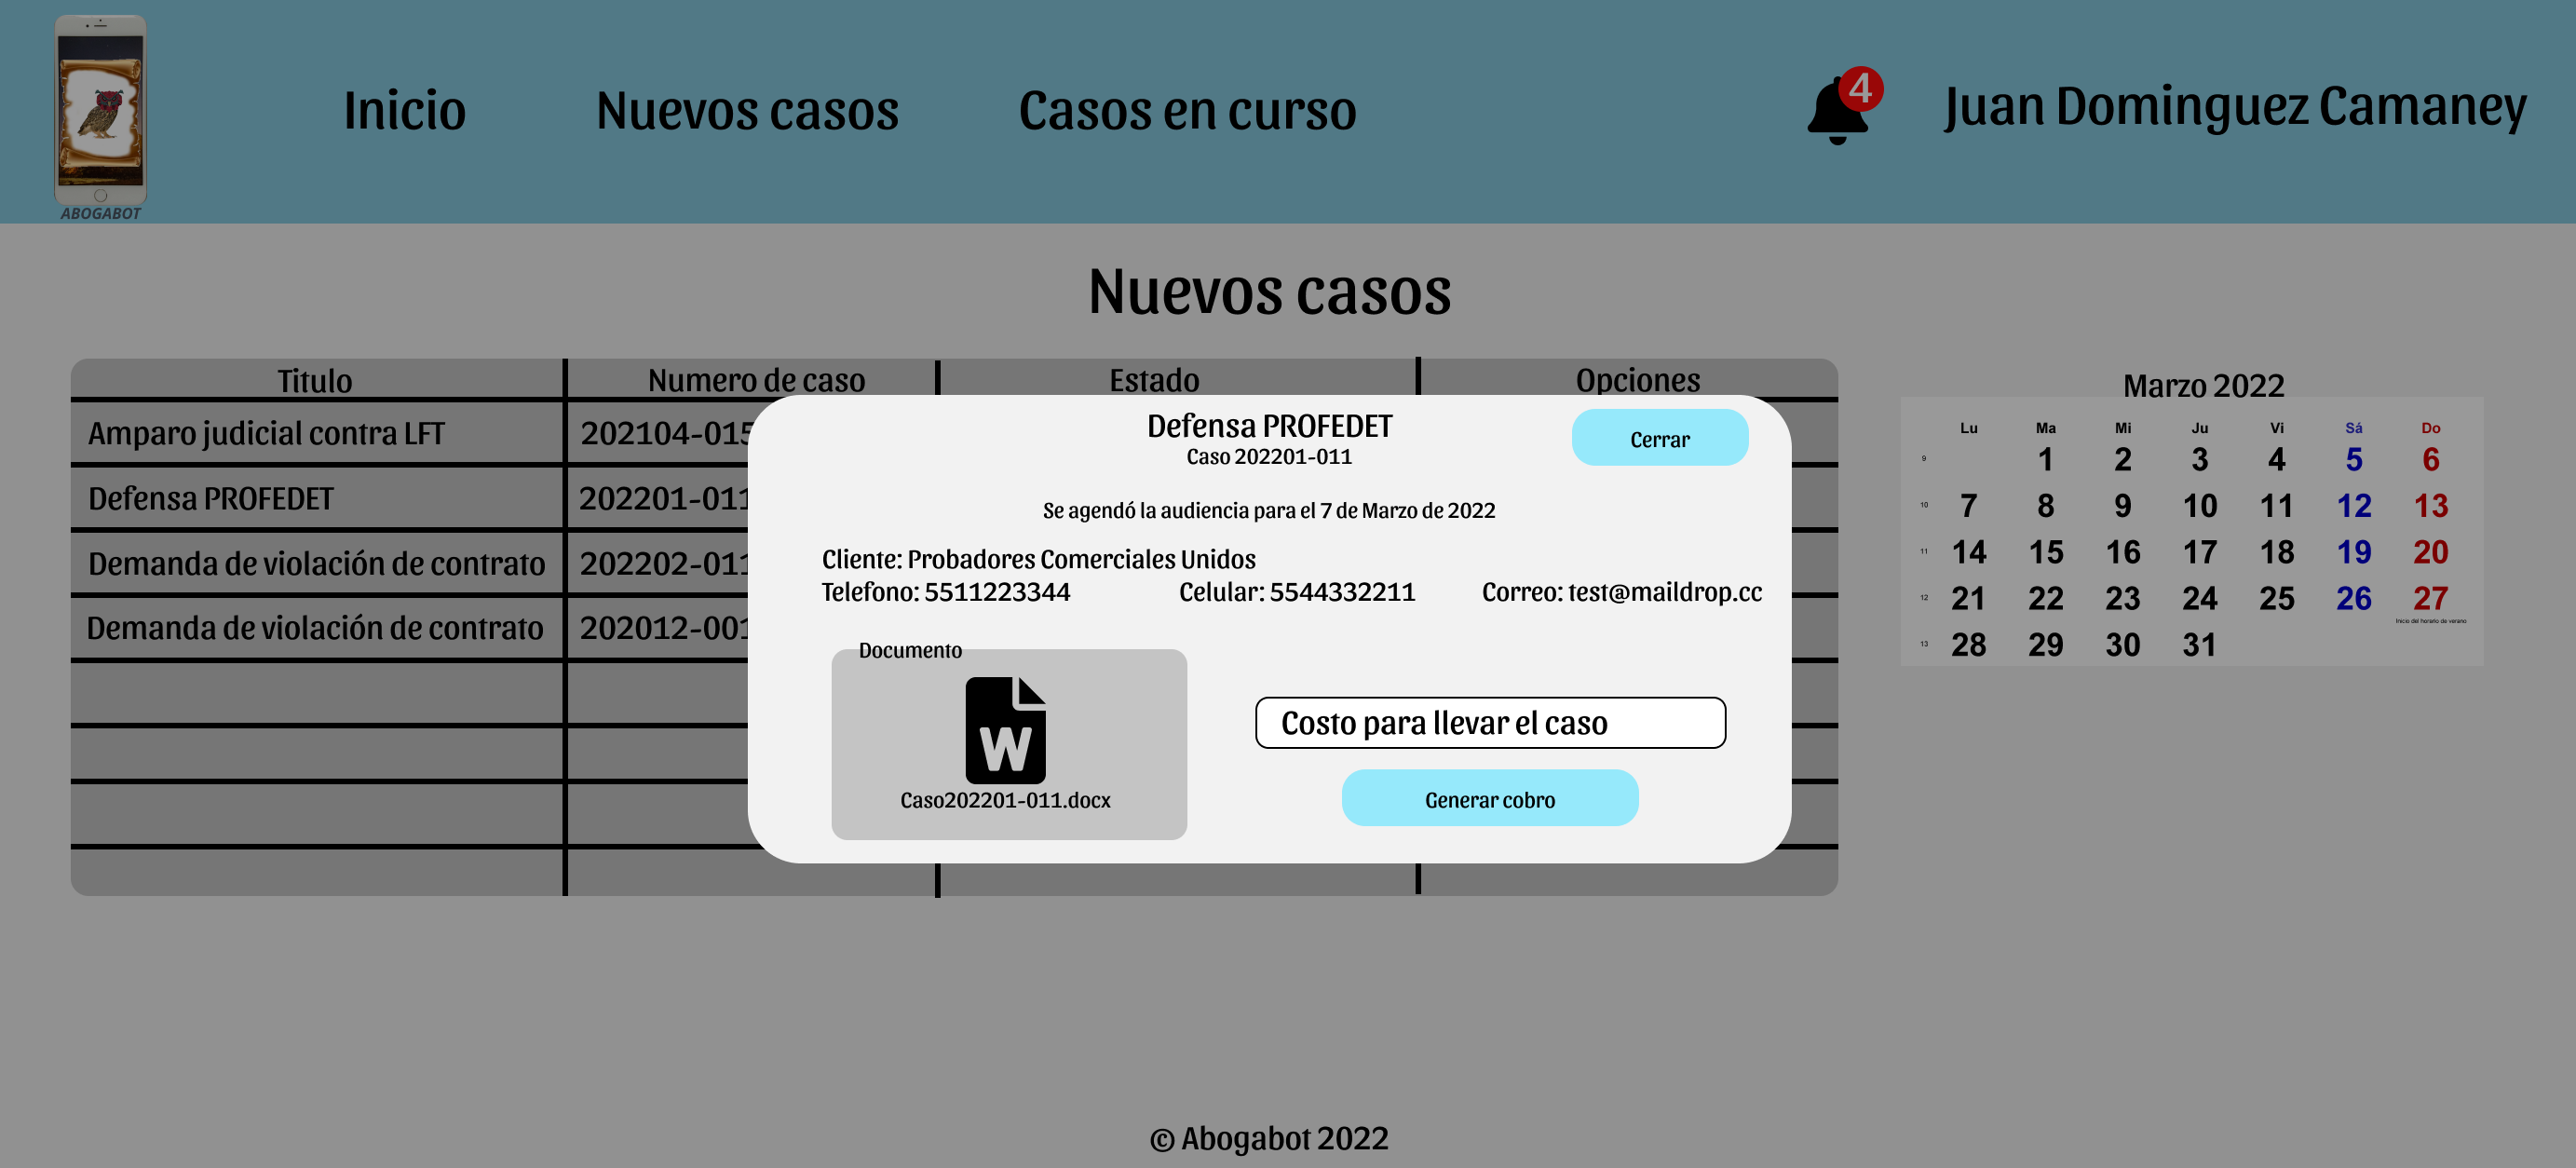 Inicio Nuevos casos Casos en curso 4 Juan Dominguez Camaney
ABOGABOT
Nuevos casos
Titulo Numero de caso Estado Opciones
Amparo judicial contra LFT 202104-015
Defensa PROFEDET 202201-011
Demanda de violación de contrato 202202-011
Demanda de violación de contrato 202012-001
Defensa PROFEDET
Caso 202201-011
Cerrar
Se agendó la audiencia para el 7 de Marzo de 2022
Cliente: Probadores Comerciales Unidos
Telefono: 5511223344 Celular: 5544332211 Correo: test@maildrop.cc
Documento
W
Caso202201-011.docx
Costo para llevar el caso
Generar cobro
Marzo 2022
Lu Ma Mi Ju Vi Sá Do
9 1 2 3 4 5 6
10 7 8 9 10 11 12 13
11 14 15 16 17 18 19 20
12 21 22 23 24 25 26 27
Inicio del horario de verano
13 28 29 30 31
© Abogabot 2022